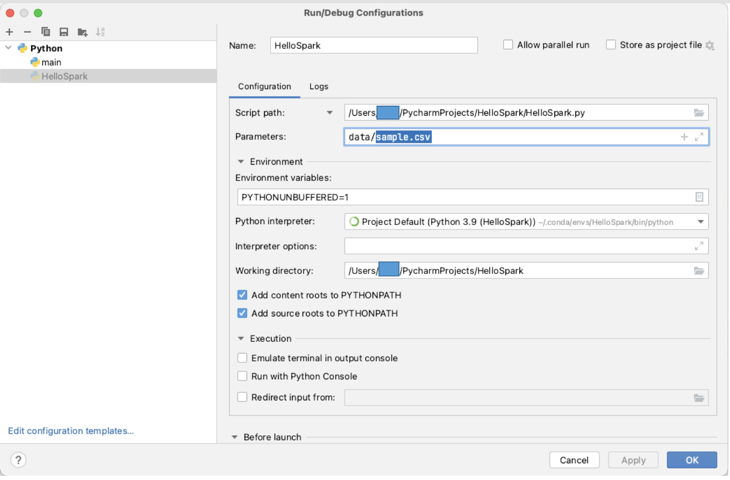 Run/Debug Configurations
Python
main
HelloSpark
Edit configuration templates...
?
Name: HelloSpark Allow parallel run Store as project file
Configuration Logs
Script path: /Users/ /PycharmProjects/HelloSpark/HelloSpark.py
Parameters: data/sample.csv
Environment
Environment variables:
PYTHONUNBUFFERED=1
Python interpreter: Project Default (Python 3.9 (HelloSpark)) ~/.conda/envs/HelloSpark/bin/python
Interpreter options:
Working directory: /Users/ /PycharmProjects/HelloSpark
Add content roots to PYTHONPATH
Add source roots to PYTHONPATH
Execution
Emulate terminal in output console
Run with Python Console
Redirect input from:
Before launch
Cancel Apply OK